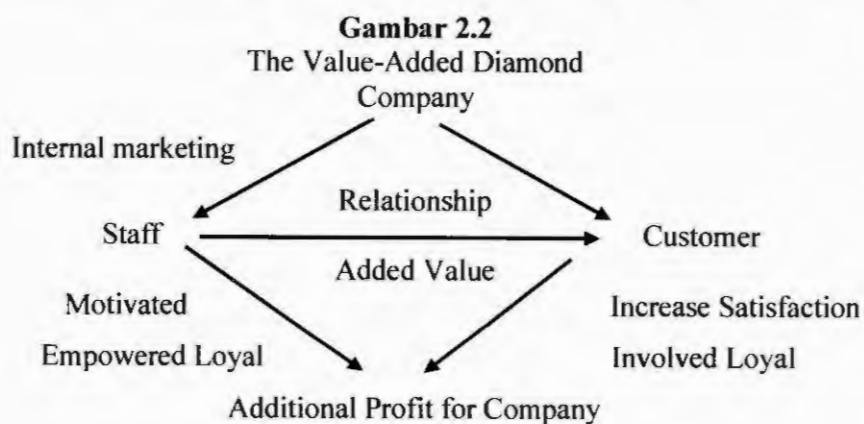 Gambar 2.2
The Value-Added Diamond
Company
Internal marketing
Relationship
Staff
Customer
Added Value
Motivated
Increase Satisfaction
Empowered Loyal
Involved Loyal
Additional Profit for Company